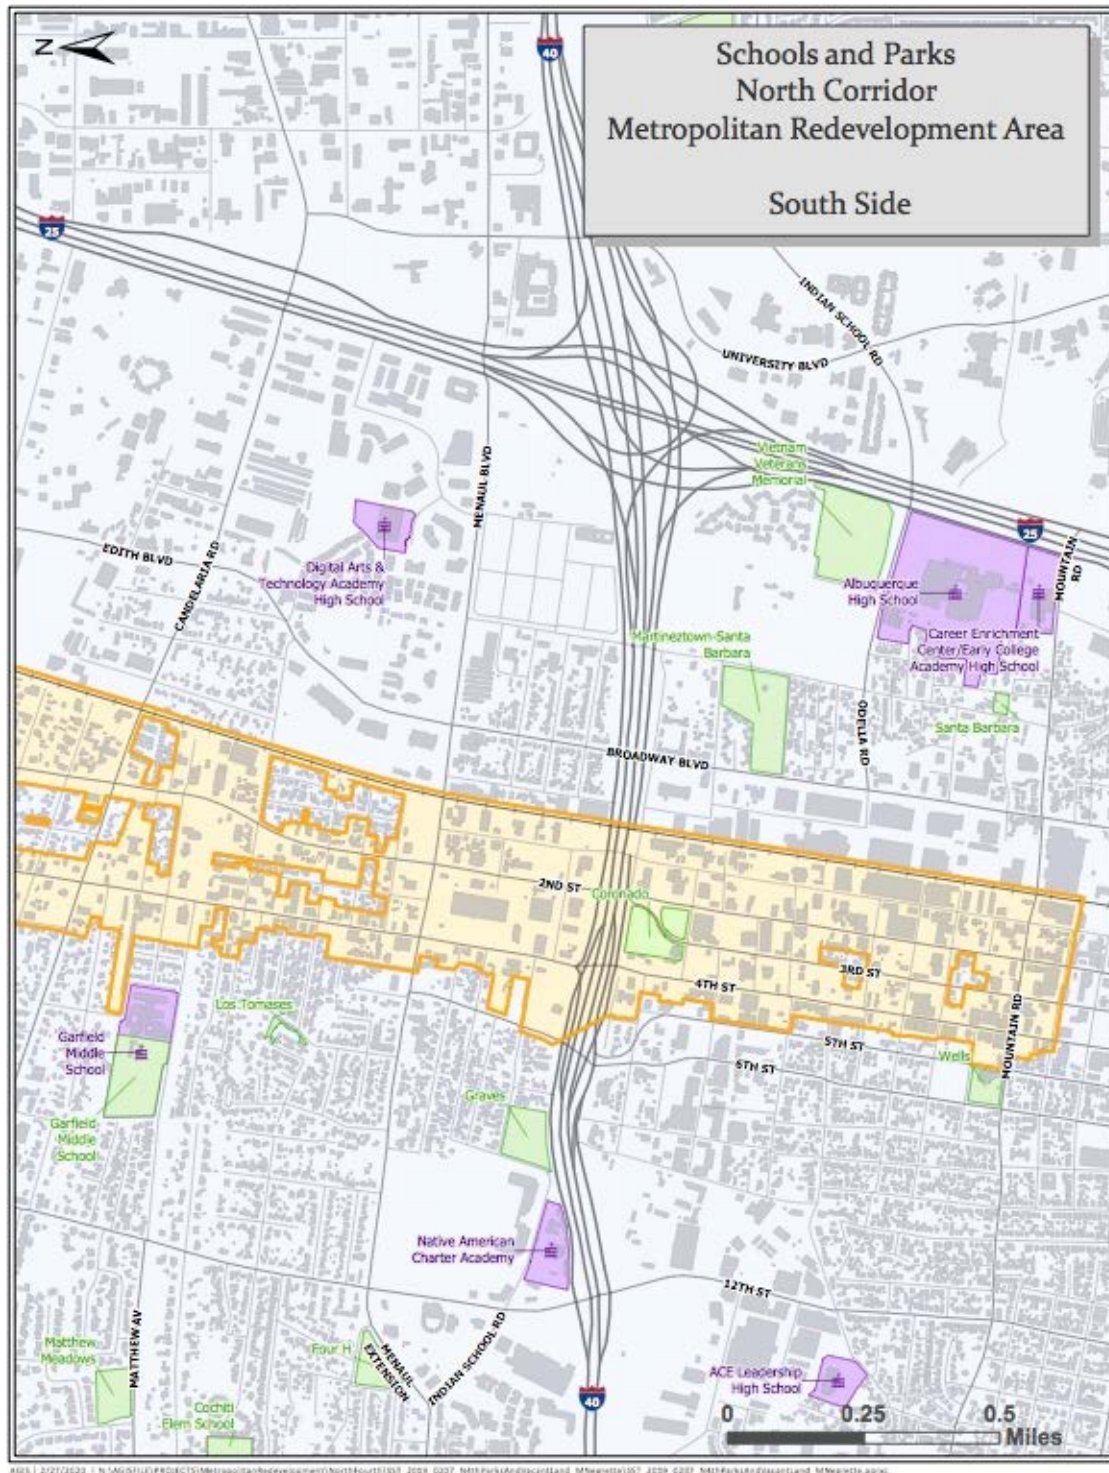 N
40
Schools and Parks
North Corridor
Metropolitan Redevelopment Area
South Side
25
INDIAN SCHOOL RD
UNIVERSITY BLVD
MENAUL BLVD
Vietnam
Veterans
Memorial
25
EDITH BLVD
CANDELARIA RD
Digital Arts &
Technology Academy
High School
Albuquerque
High School
MOUNTAIN
RD
Career Enrichment
Center/Early College
Academy High School
Martineztown-Santa
Barbara
Santa Barbara
ODELIA RD
BROADWAY BLVD
2ND ST
Coronado
3RD ST
4TH ST
5TH ST
6TH ST
Wells
MOUNTAIN RD
Los Tomases
Garfield
Middle
School
Graves
Garfield
Middle
School
Native American
Charter Academy
12TH ST
MATTHEW AV
Matthew
Meadows
Four H
MENAUL
EXTENSION
INDIAN SCHOOL RD
ACE Leadership
High School
Cochiti
Elem School
40
0 0.25 0.5
Miles